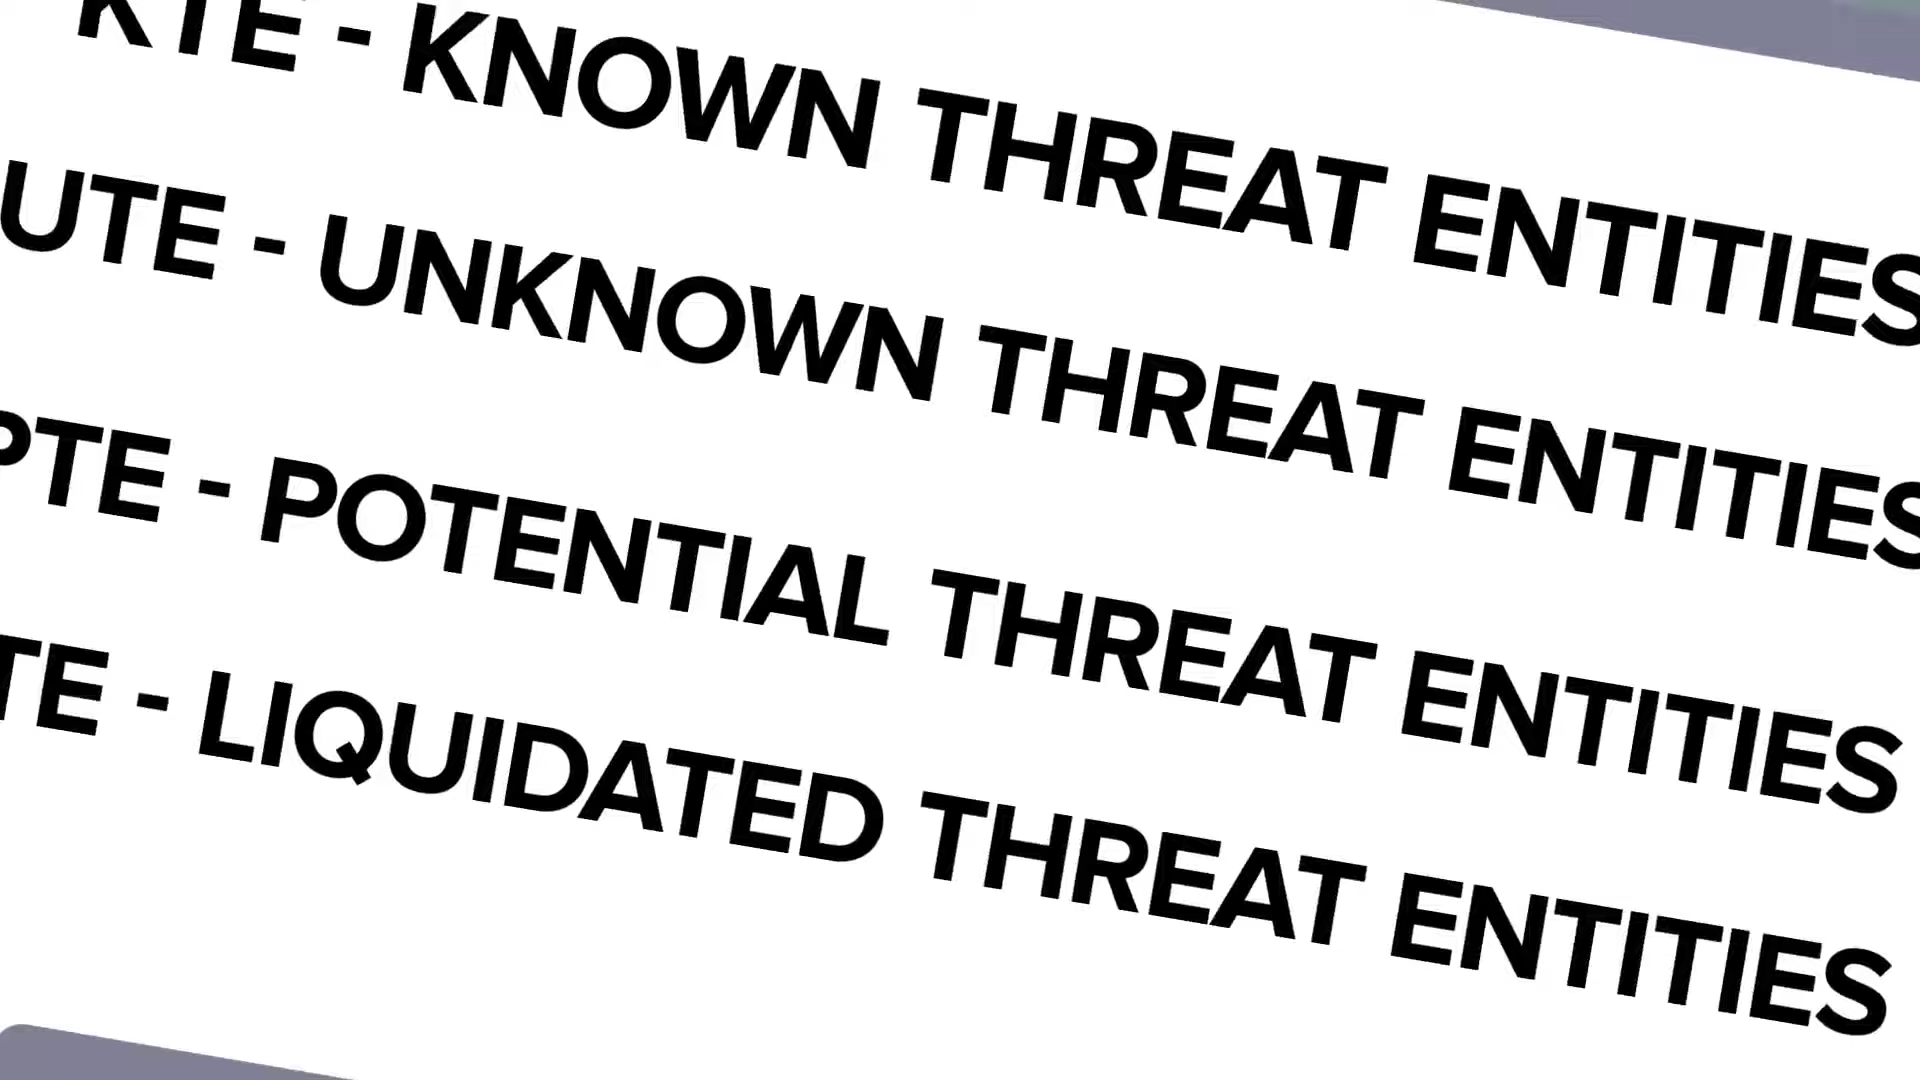 KTE - KNOWN THREAT ENTITIES
UTE - UNKNOWN THREAT ENTITIES
PTE - POTENTIAL THREAT ENTITIES
TE - LIQUIDATED THREAT ENTITIES